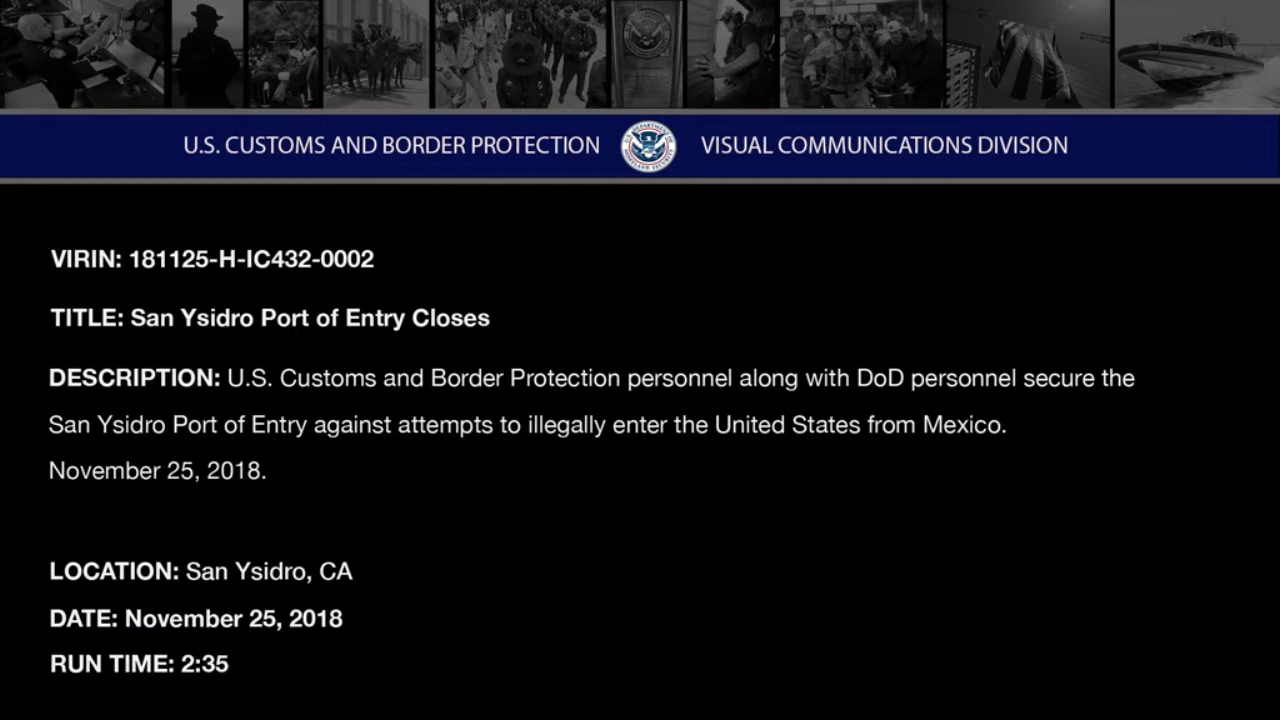 U.S. CUSTOMS AND BORDER PROTECTION VISUAL COMMUNICATIONS DIVISION
VIRIN: 181125-H-IC432-0002
TITLE: San Ysidro Port of Entry Closes
DESCRIPTION: U.S. Customs and Border Protection personnel along with DoD personnel secure the
San Ysidro Port of Entry against attempts to illegally enter the United States from Mexico.
November 25, 2018.
LOCATION: San Ysidro, CA
DATE: November 25, 2018
RUN TIME: 2:35